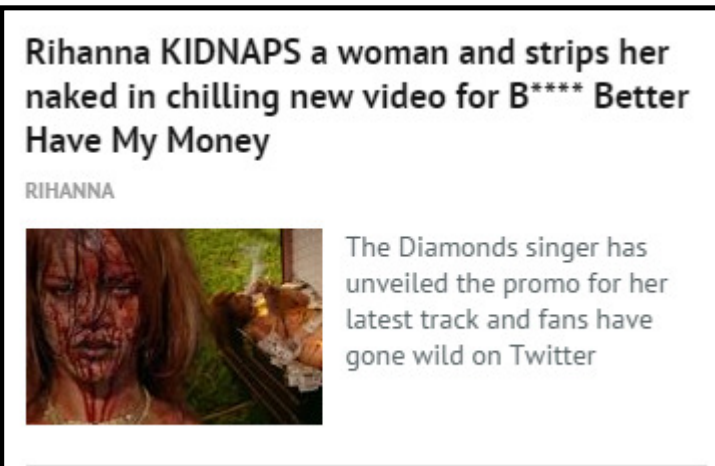 Rihanna KIDNAPS a woman and strips her
naked in chilling new video for B**** Better
Have My Money
RIHANNA
The Diamonds singer has
unveiled the promo for her
latest track and fans have
gone wild on Twitter